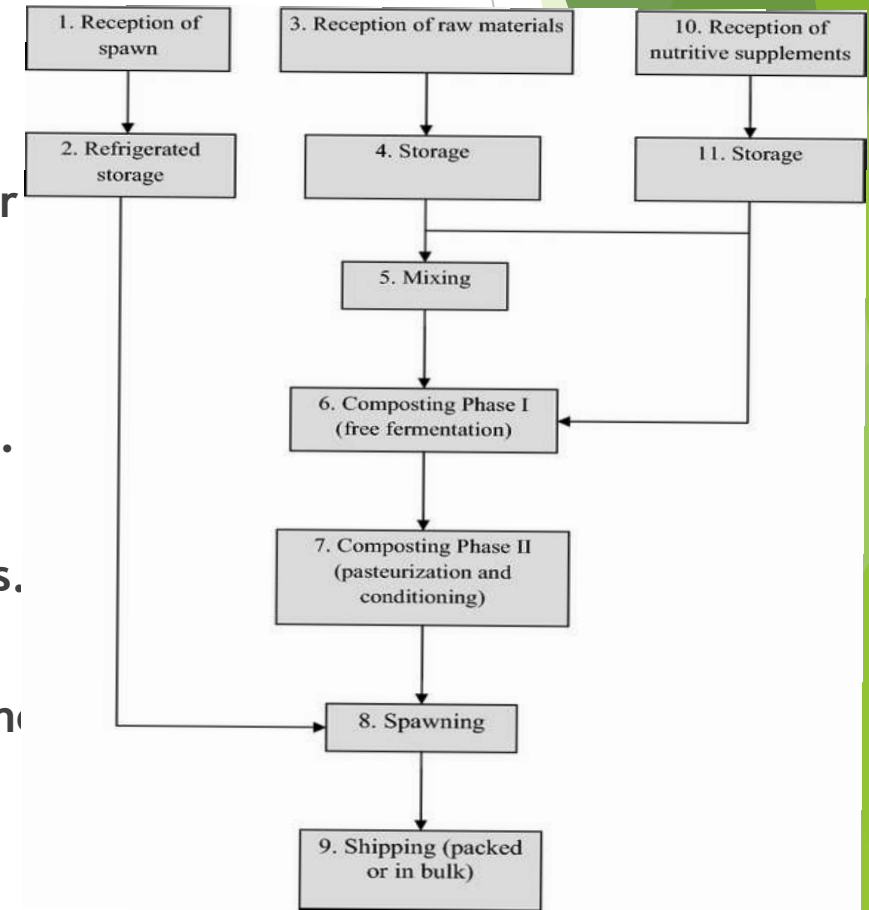 1. Reception of
spawn
3. Reception of raw materials
10. Reception of
nutritive supplements
2. Refrigerated
storage
4. Storage
11. Storage
r
5. Mixing
6. Composting Phase I
(free fermentation)
.
7. Composting Phase II
(pasteurization and
conditioning)
s.
8. Spawning
9. Shipping (packed
or in bulk)